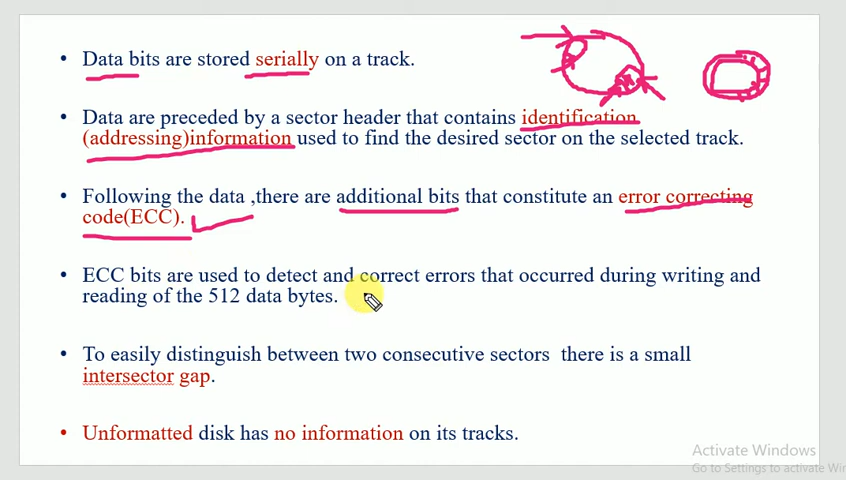 • Data bits are stored serially on a track.
• Data are preceded by a sector header that contains identification
(addressing)information used to find the desired sector on the selected track.
• Following the data ,there are additional bits that constitute an error correcting
code(ECC).
• ECC bits are used to detect and correct errors that occurred during writing and
reading of the 512 data bytes.
• To easily distinguish between two consecutive sectors there is a small
intersector gap.
• Unformatted disk has no information on its tracks.
Activate Windows
Go to Settings to activate Wi